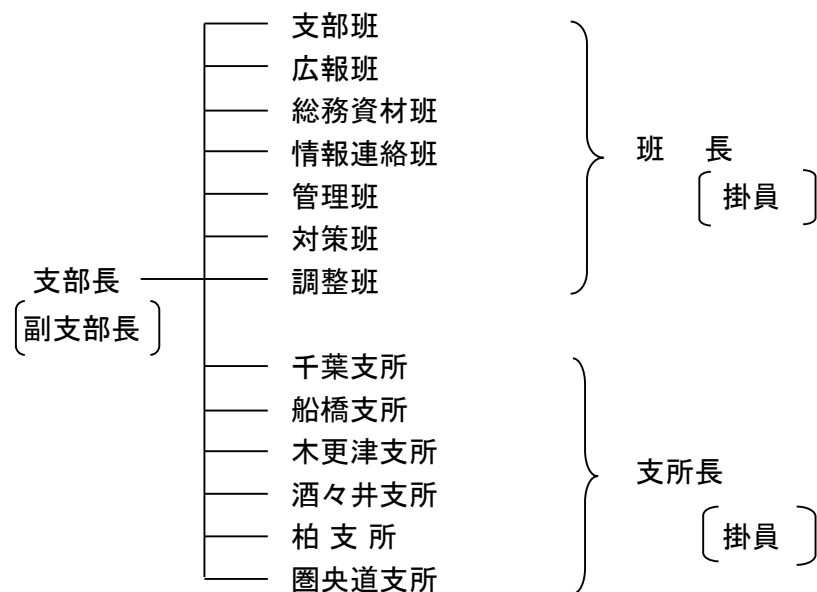 支部班
広報班
総務資材班
情報連絡班
管理班
対策班
調整班
班 長
掛員
支部長
副支部長
千葉支所
船橋支所
木更津支所
酒々井支所
柏 支 所
圏央道支所
支所長
掛員